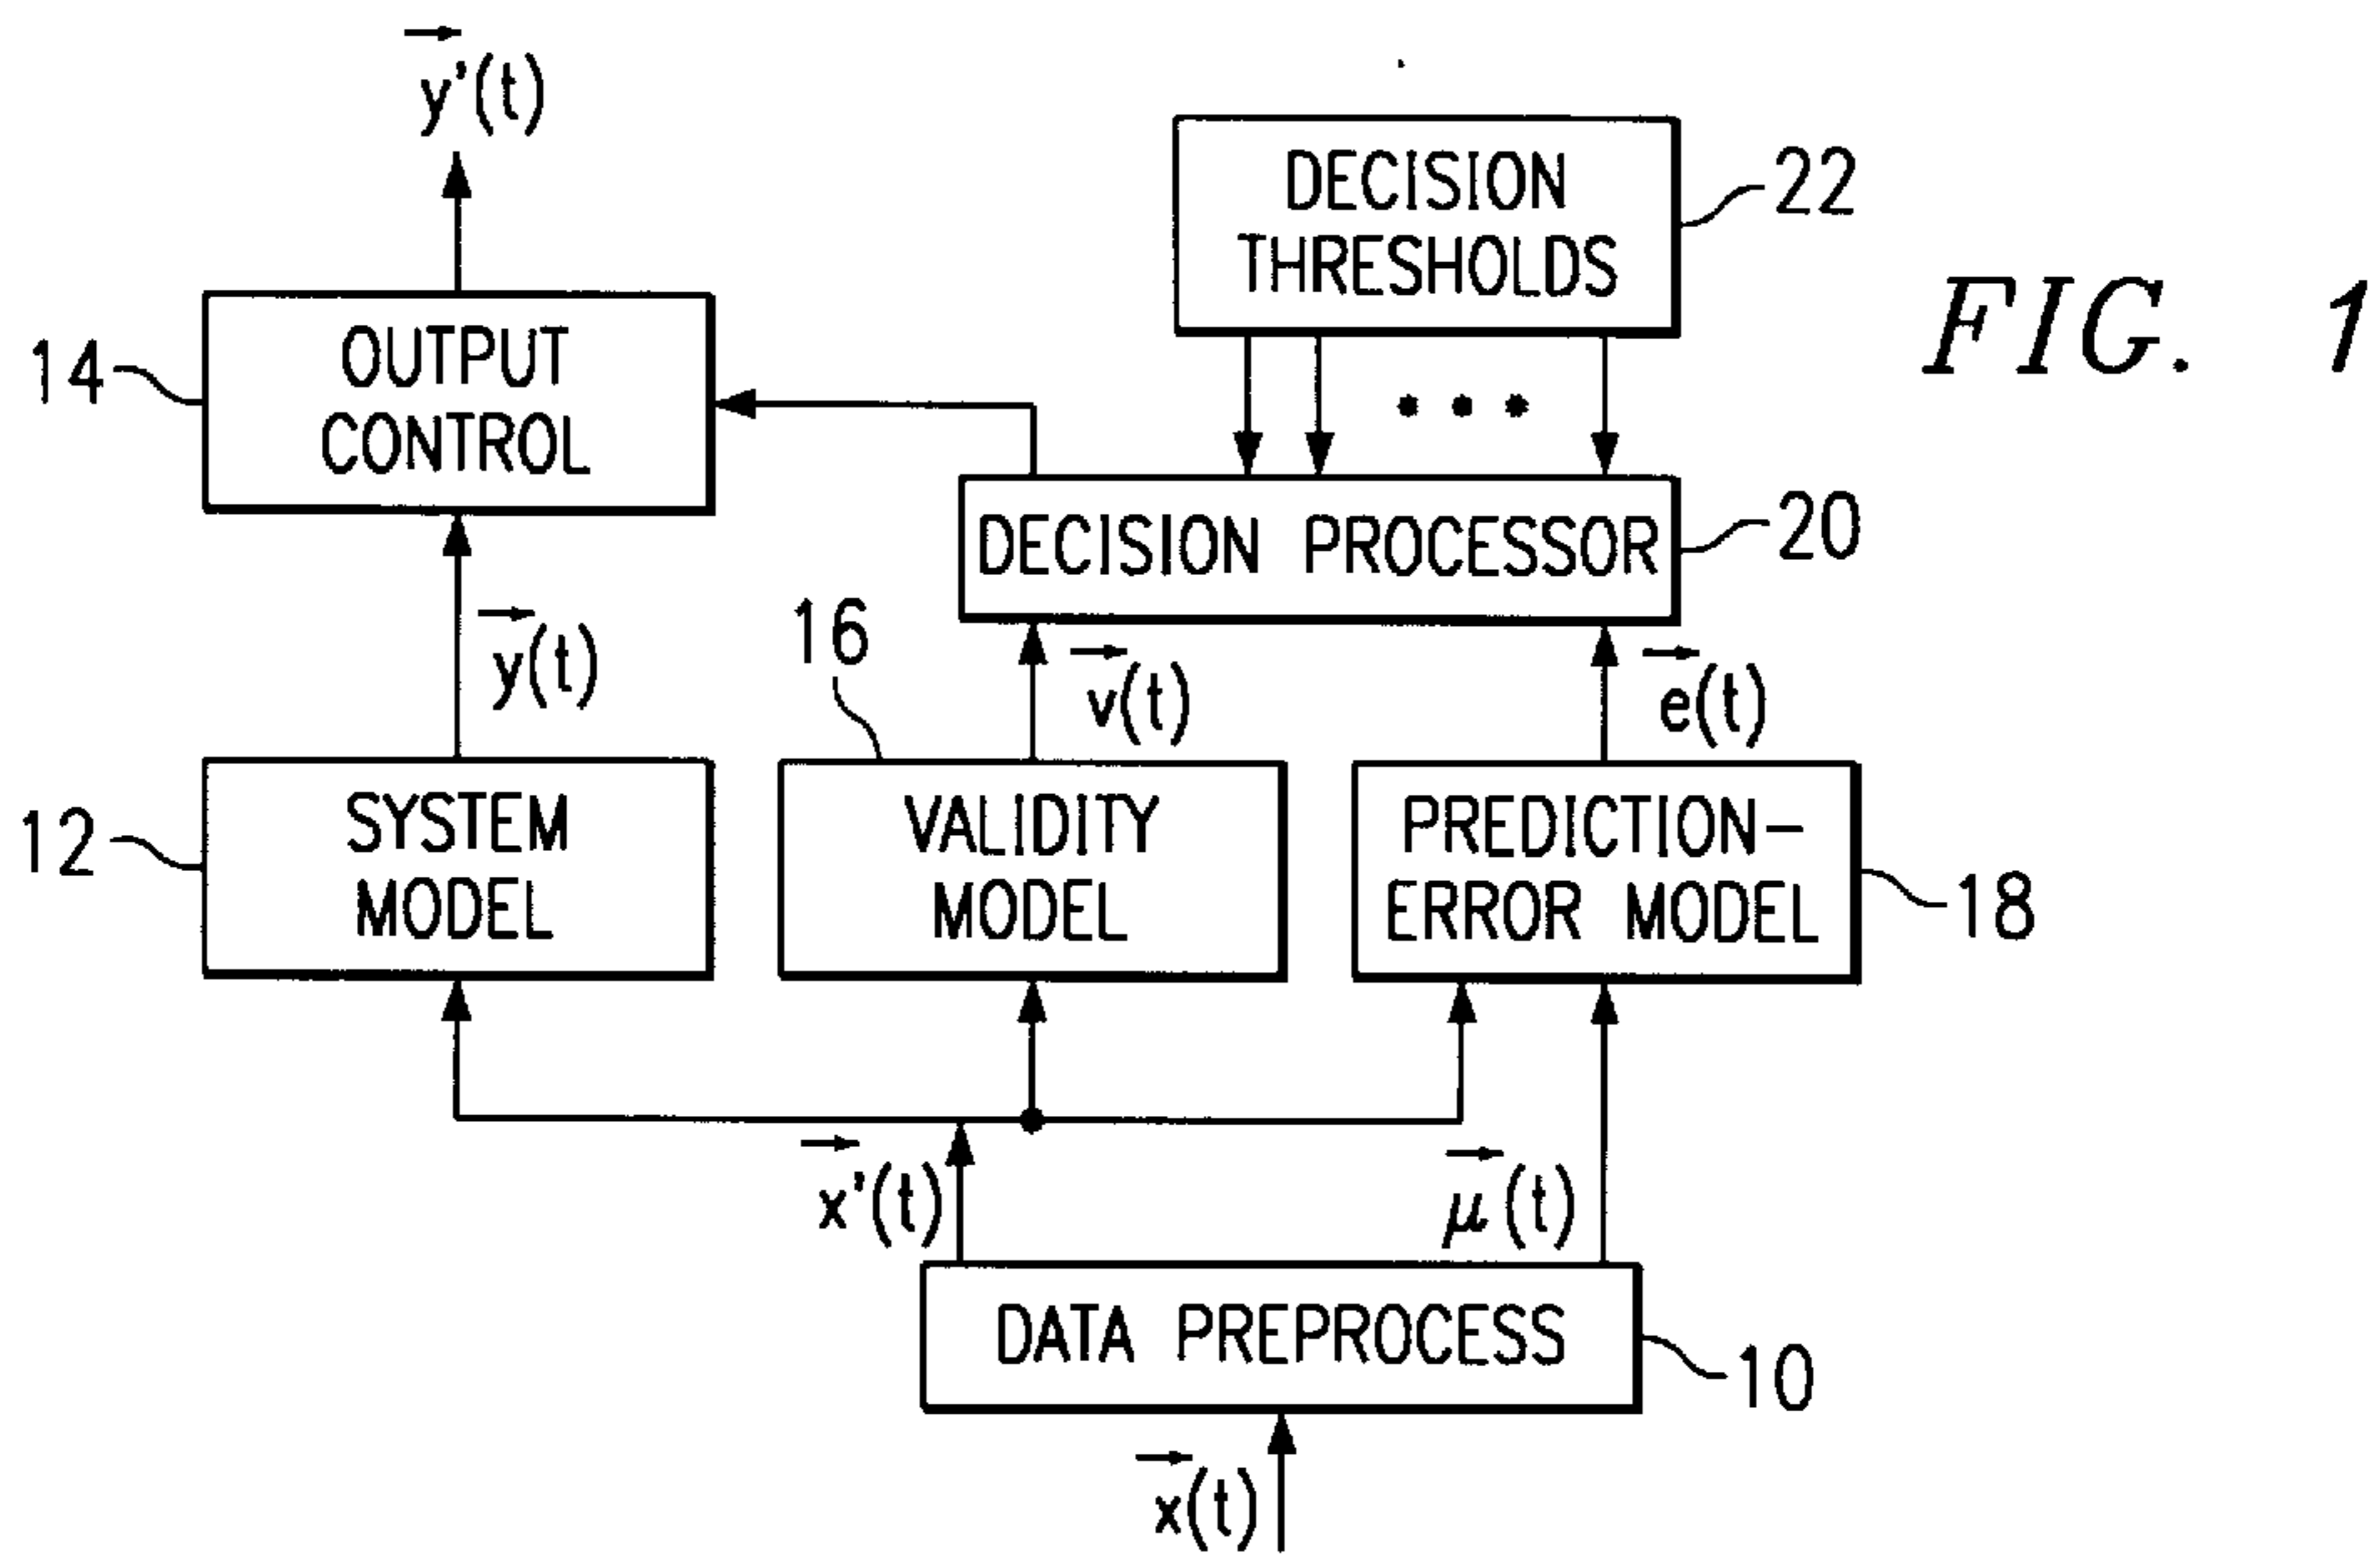 y'(t)
DECISION
THRESHOLDS
22
FIG. 1
OUTPUT
CONTROL
14
DECISION PROCESSOR
20
y(t)
16
v(t)
e(t)
SYSTEM
MODEL
12
VALIDITY
MODEL
PREDICTION-
ERROR MODEL
18
x'(t)
μ(t)
DATA PREPROCESS
10
x(t)